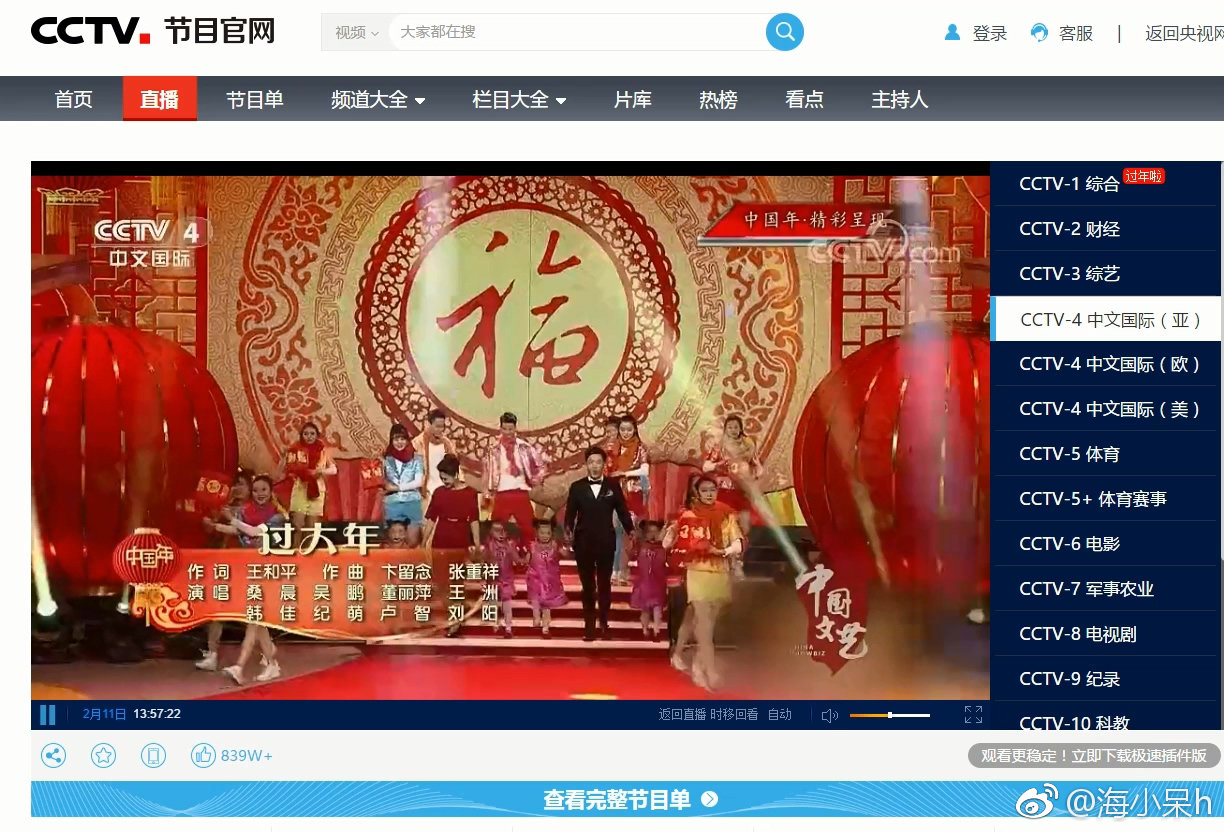 CCTV. 节目官网
视频
大家都在搜
登录
客服
|
返回央视网
首页
直播
节目单
频道大全
栏目大全
片库
热榜
看点
主持人
CCTV 4
中文国际
中国年·精彩呈现
CCTV.com
福
过大年
中国年
作 词 王和平 作 曲 卞留念 张重祥
演 唱 桑 晨 吴 鹏 董丽萍 王 洲
韩 佳 纪 萌 卢 智 刘 阳
中国文艺
CCTV-1 综合
过年啦
CCTV-2 财经
CCTV-3 综艺
CCTV-4 中文国际（亚）
CCTV-4 中文国际（欧）
CCTV-4 中文国际（美）
CCTV-5 体育
CCTV-5+ 体育赛事
CCTV-6 电影
CCTV-7 军事农业
CCTV-8 电视剧
CCTV-9 纪录
CCTV-10 科教
2月11日 13:57:22
返回直播 时移回看 自动
839W+
观看更稳定！立即下载极速插件版
查看完整节目单
@海小呆h